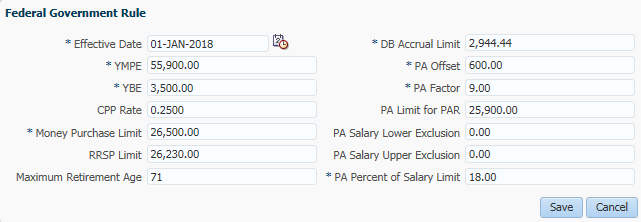 Federal Government Rule
* Effective Date 01-JAN-2018 * DB Accrual Limit 2,944.44
* YMPE 55,900.00 * PA Offset 600.00
* YBE 3,500.00 * PA Factor 9.00
CPP Rate 0.2500 PA Limit for PAR 25,900.00
* Money Purchase Limit 26,500.00 PA Salary Lower Exclusion 0.00
RRSP Limit 26,230.00 PA Salary Upper Exclusion 0.00
Maximum Retirement Age 71 * PA Percent of Salary Limit 18.00
Save Cancel